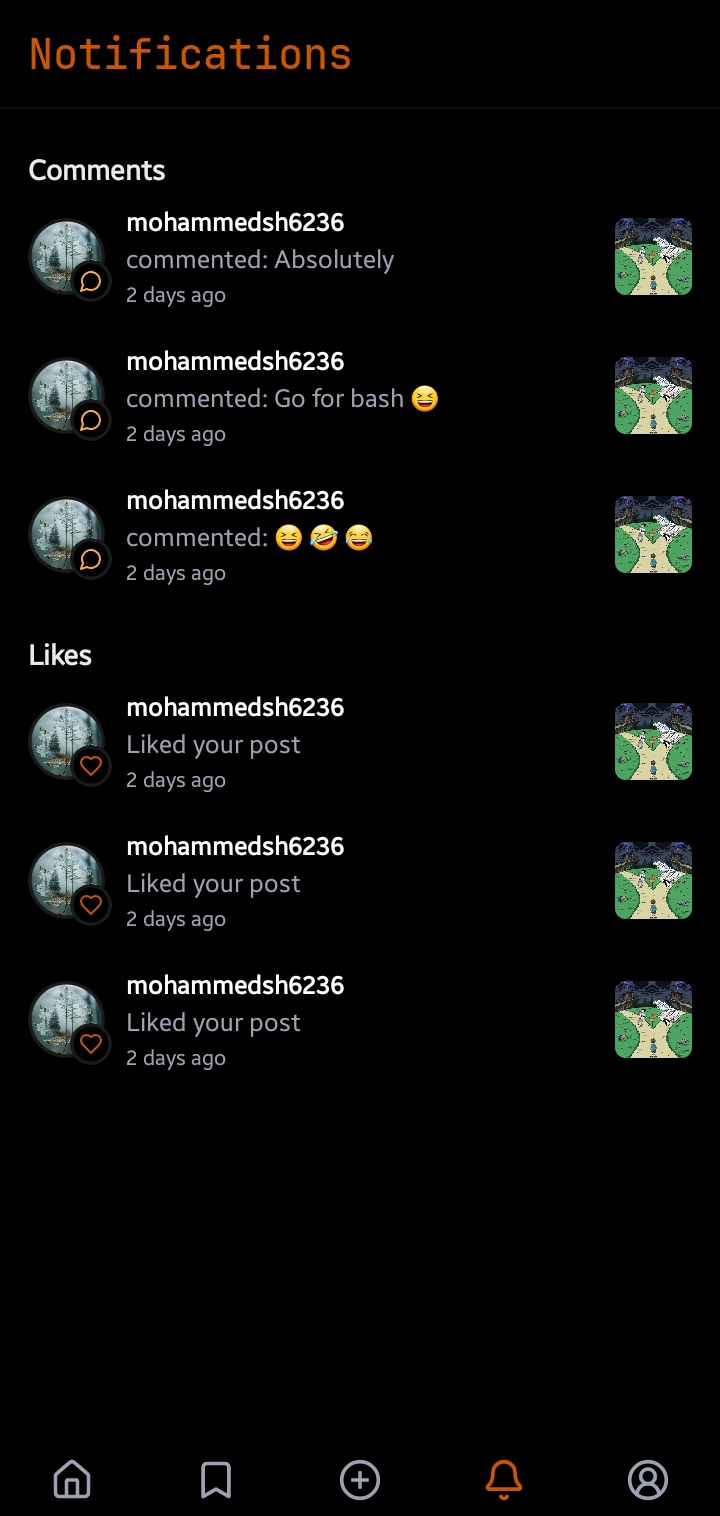 Notifications
Comments
mohammedsh6236
commented: Absolutely
2 days ago
mohammedsh6236
commented: Go for bash 😆
2 days ago
mohammedsh6236
commented: 😆 🤣 😂
2 days ago
Likes
mohammedsh6236
Liked your post
2 days ago
mohammedsh6236
Liked your post
2 days ago
mohammedsh6236
Liked your post
2 days ago